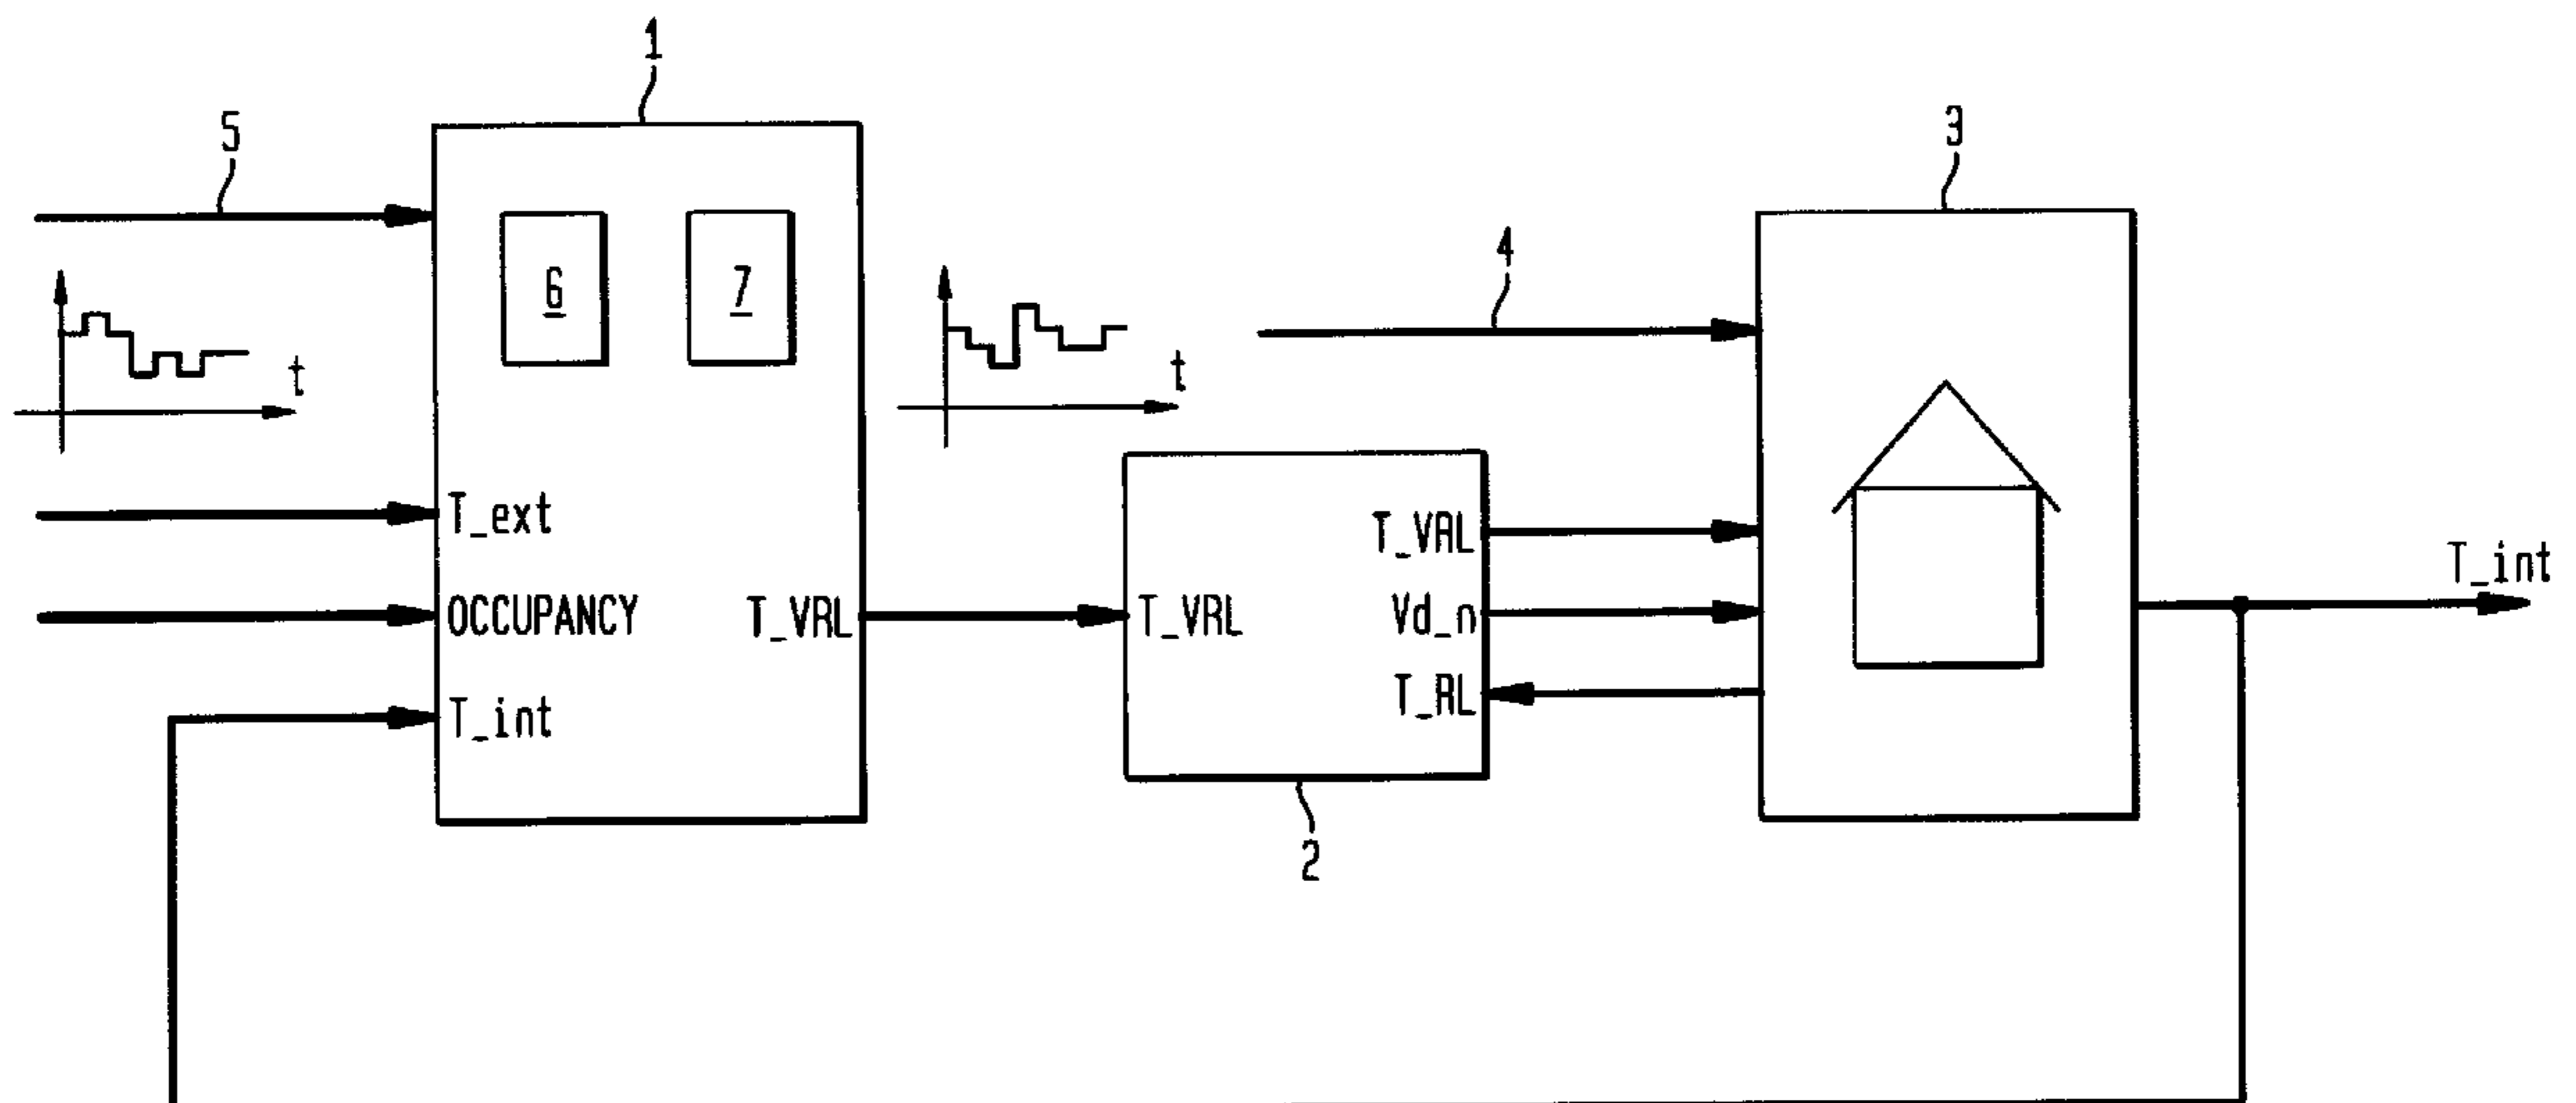 1
5
3
4
6
7
t
t
T_ext
OCCUPANCY
T_VRL
T_int
T_VRL
T_VRL
Vd_n
T_RL
T_int
2